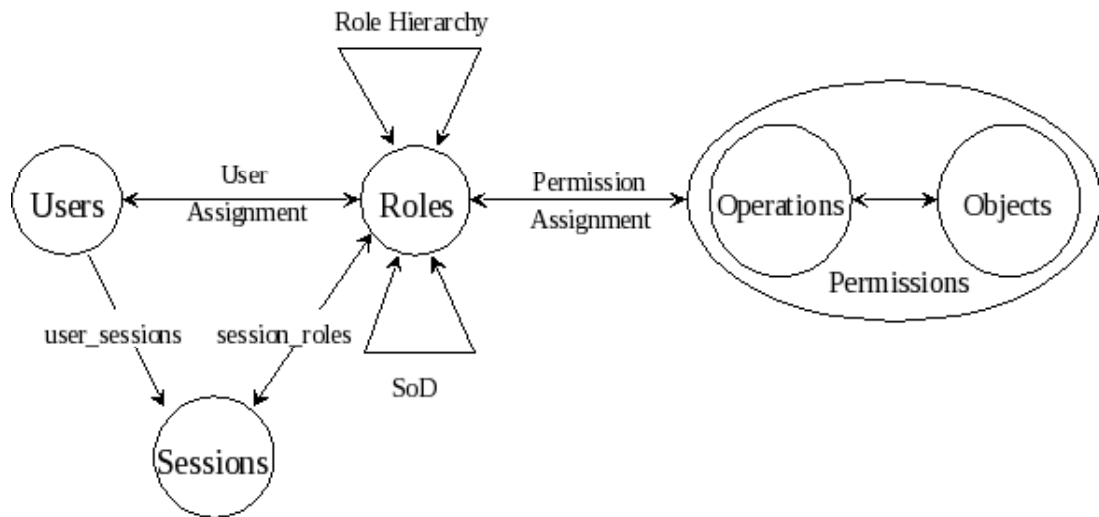 Role Hierarchy
User
Assignment
Permission
Assignment
Users
Roles
Operations
Objects
Permissions
user_sessions
session_roles
SoD
Sessions